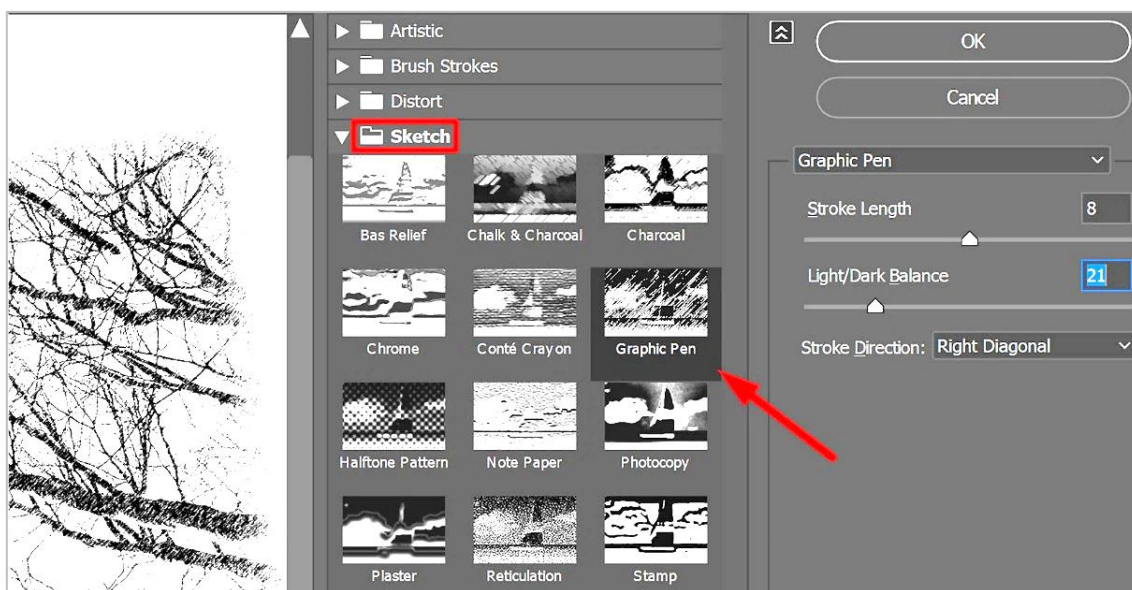 Artistic
Brush Strokes
Distort
Sketch
Bas Relief
Chalk & Charcoal
Charcoal
Chrome
Conté Crayon
Graphic Pen
Halftone Pattern
Note Paper
Photocopy
Plaster
Reticulation
Stamp
OK
Cancel
Graphic Pen
Stroke Length 8
Light/Dark Balance 21
Stroke Direction: Right Diagonal